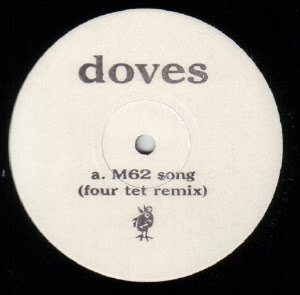 doves
a. M62 song
(four tet remix)